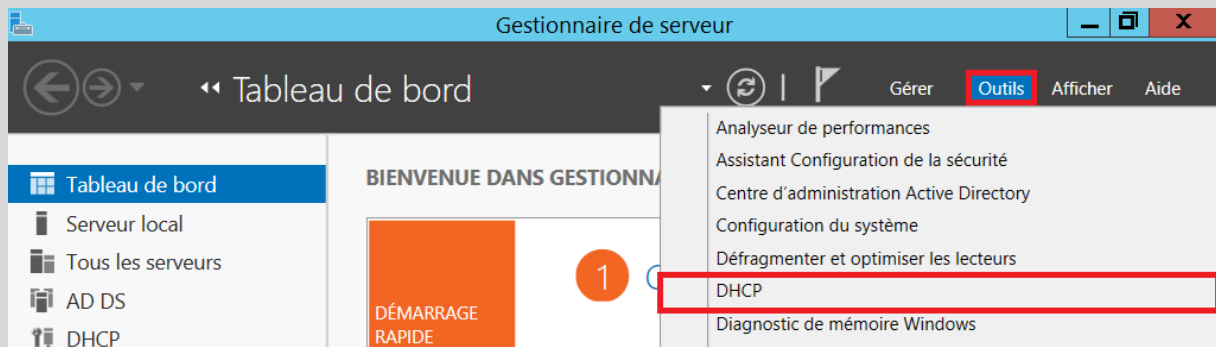 Gestionnaire de serveur
Tableau de bord
Gérer Outils Afficher Aide
Tableau de bord
Serveur local
Tous les serveurs
AD DS
DHCP
BIENVENUE DANS GESTIONNA
DÉMARRAGE
RAPIDE
1
Analyseur de performances
Assistant Configuration de la sécurité
Centre d'administration Active Directory
Configuration du système
Défragmenter et optimiser les lecteurs
DHCP
Diagnostic de mémoire Windows